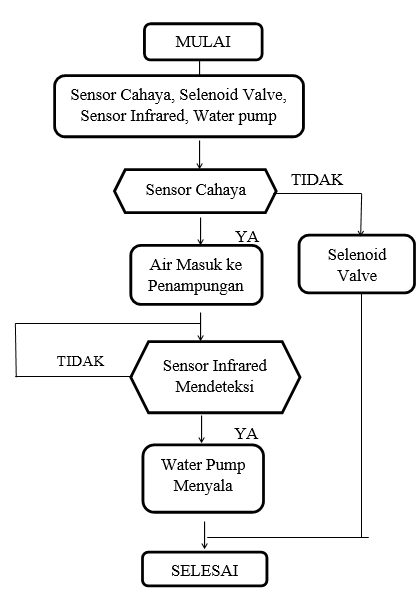 MULAI
Sensor Cahaya, Selenoid Valve,
Sensor Infrared, Water pump
Sensor Cahaya
TIDAK
YA
Selenoid
Valve
Air Masuk ke
Penampungan
TIDAK
Sensor Infrared
Mendeteksi
YA
Water Pump
Menyala
SELESAI